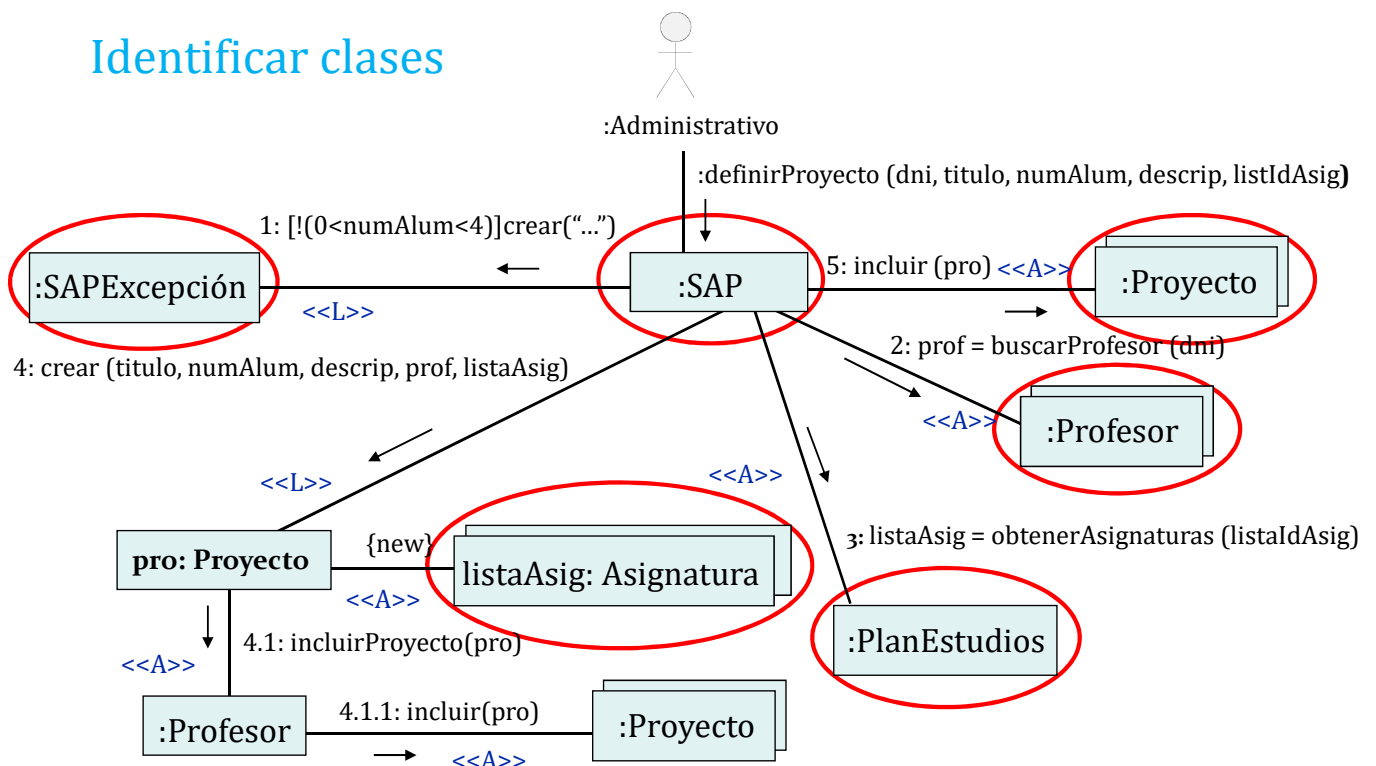 Identificar clases
:Administrativo
:definirProyecto (dni, titulo, numAlum, descrip, listIdAsig)
1: [!(0<numAlum<4)]crear(“…”)
:SAPExcepción
<<L>>
:SAP
5: incluir (pro)
<<A>>
:Proyecto
2: prof = buscarProfesor (dni)
<<A>>
:Profesor
4: crear (titulo, numAlum, descrip, prof, listaAsig)
<<L>>
<<A>>
3: listaAsig = obtenerAsignaturas (listaIdAsig)
:PlanEstudios
pro: Proyecto
{new}
<<A>>
listaAsig: Asignatura
4.1: incluirProyecto(pro)
<<A>>
:Profesor
4.1.1: incluir(pro)
<<A>>
:Proyecto